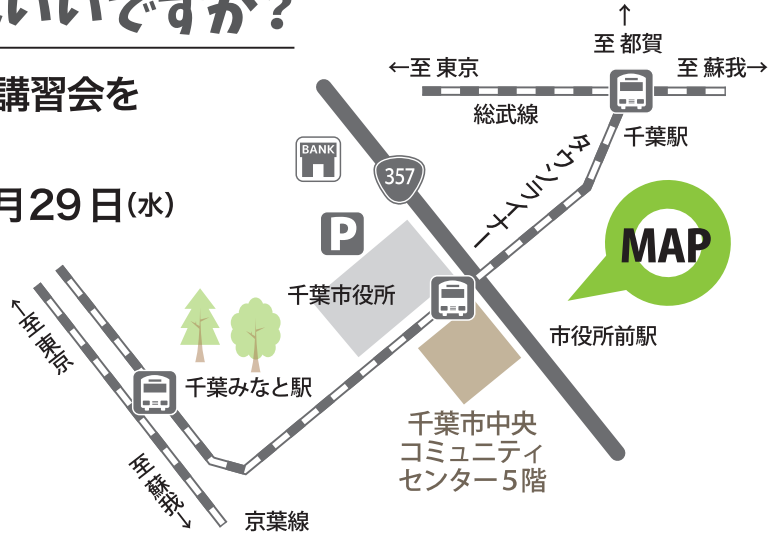 いいですか？
講習会を
月29日(水)
↑
至 都賀
←至 東京
至 蘇我→
総武線
千葉駅
タウンライナー
BANK
357
P
MAP
千葉市役所
市役所前駅
←至 東京
千葉みなと駅
千葉市中央
コミュニティ
センター５階
至 蘇我→
京葉線